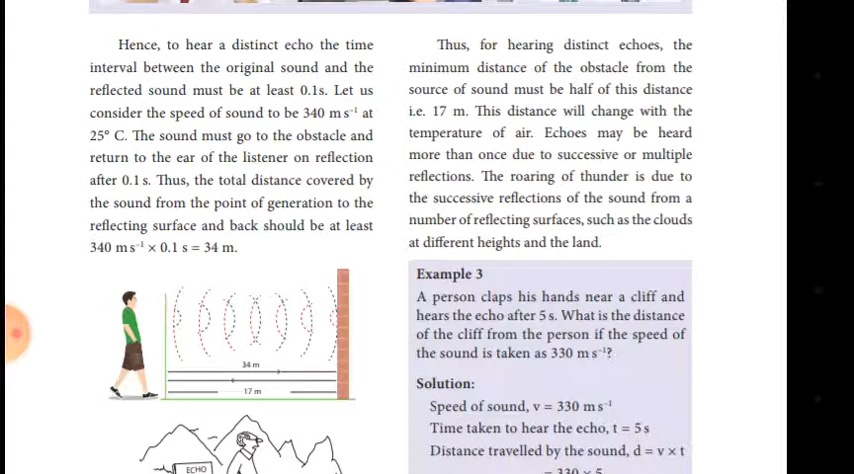 Hence, to hear a distinct echo the time
interval between the original sound and the
reflected sound must be at least 0.1s. Let us
consider the speed of sound to be 340 m s⁻¹ at
25° C. The sound must go to the obstacle and
return to the ear of the listener on reflection
after 0.1 s. Thus, the total distance covered by
the sound from the point of generation to the
reflecting surface and back should be at least
340 m s⁻¹ × 0.1 s = 34 m.
34 m
17 m
ECHO
Thus, for hearing distinct echoes, the
minimum distance of the obstacle from the
source of sound must be half of this distance
i.e. 17 m. This distance will change with the
temperature of air. Echoes may be heard
more than once due to successive or multiple
reflections. The roaring of thunder is due to
the successive reflections of the sound from a
number of reflecting surfaces, such as the clouds
at different heights and the land.
Example 3
A person claps his hands near a cliff and
hears the echo after 5 s. What is the distance
of the cliff from the person if the speed of
the sound is taken as 330 m s⁻¹?
Solution:
Speed of sound, v = 330 m s⁻¹
Time taken to hear the echo, t = 5 s
Distance travelled by the sound, d = v x t
= 330 × 5